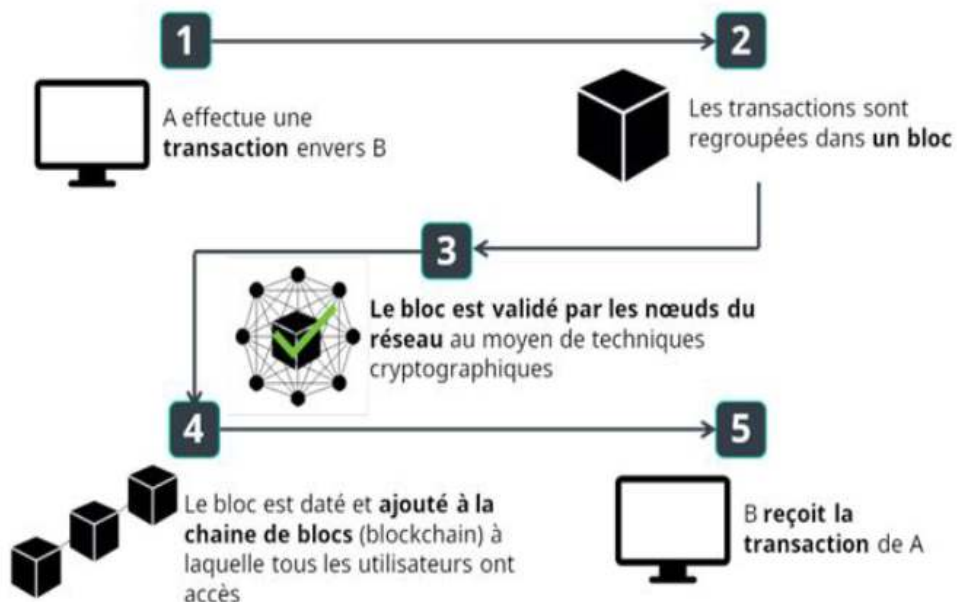 1
2
A effectue une
transaction envers B
Les transactions sont
regroupées dans un bloc
3
Le bloc est validé par les nœuds du
réseau au moyen de techniques
cryptographiques
4
5
Le bloc est daté et ajouté à la
chaine de blocs (blockchain) à
laquelle tous les utilisateurs ont
accès
B reçoit la
transaction de A